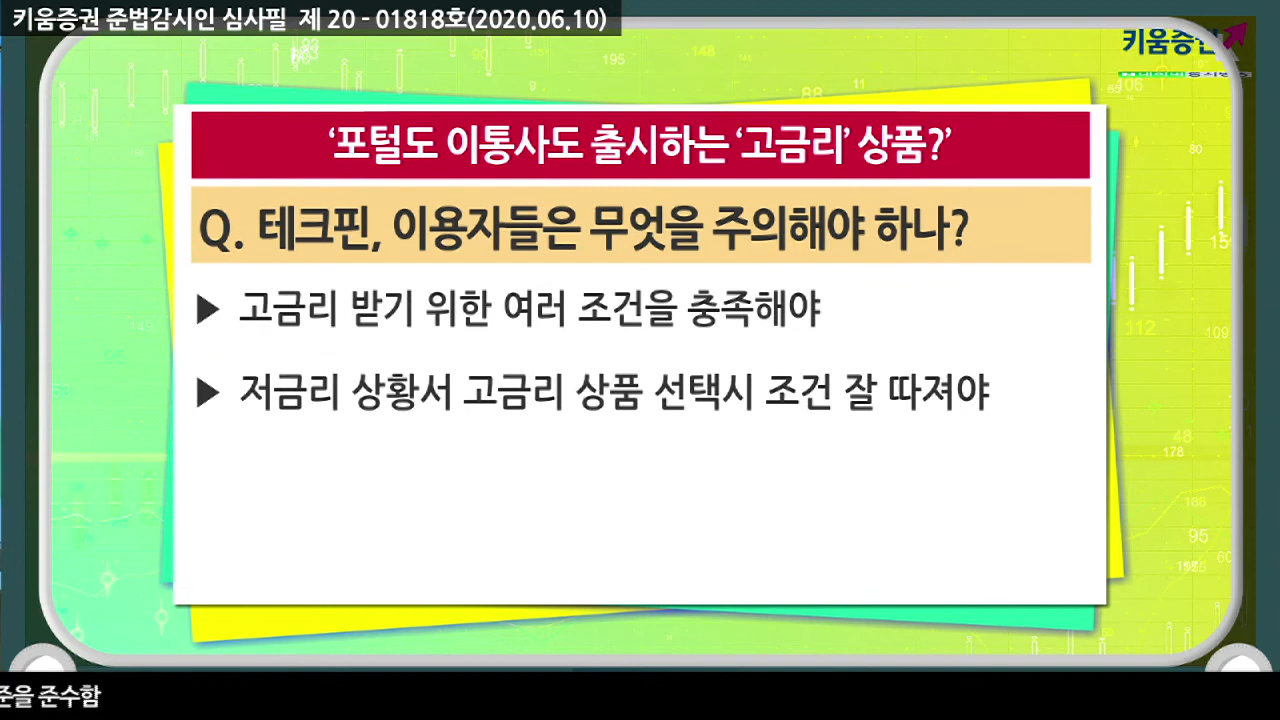 키움증권 준법감시인 심사필 제 20 - 01818호(2020.06.10)
키움증권
‘포털도 이통사도 출시하는 ‘고금리’ 상품?’
Q. 테크핀, 이용자들은 무엇을 주의해야 하나?
▶ 고금리 받기 위한 여러 조건을 충족해야
▶ 저금리 상황서 고금리 상품 선택시 조건 잘 따져야
준을 준수함